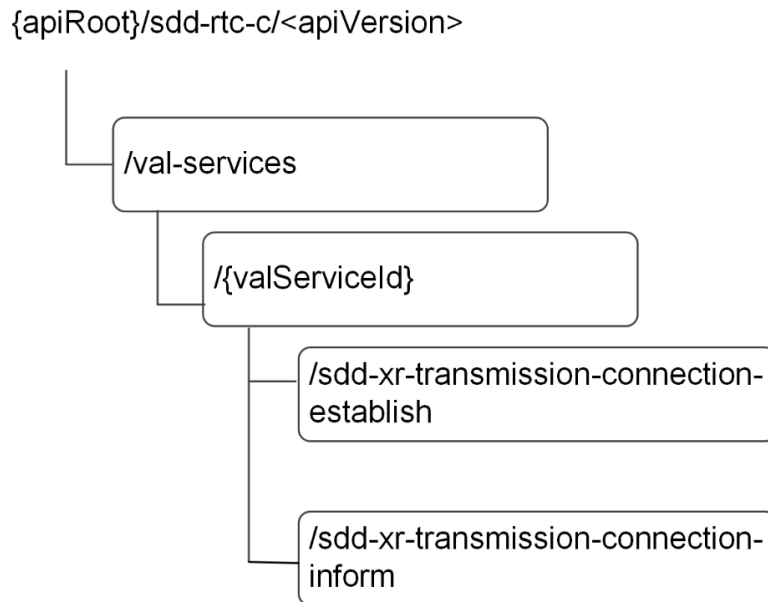 {apiRoot}/sdd-rtc-c/<apiVersion>
/val-services
/{valServiceId}
/sdd-xr-transmission-connection-
establish
/sdd-xr-transmission-connection-
inform